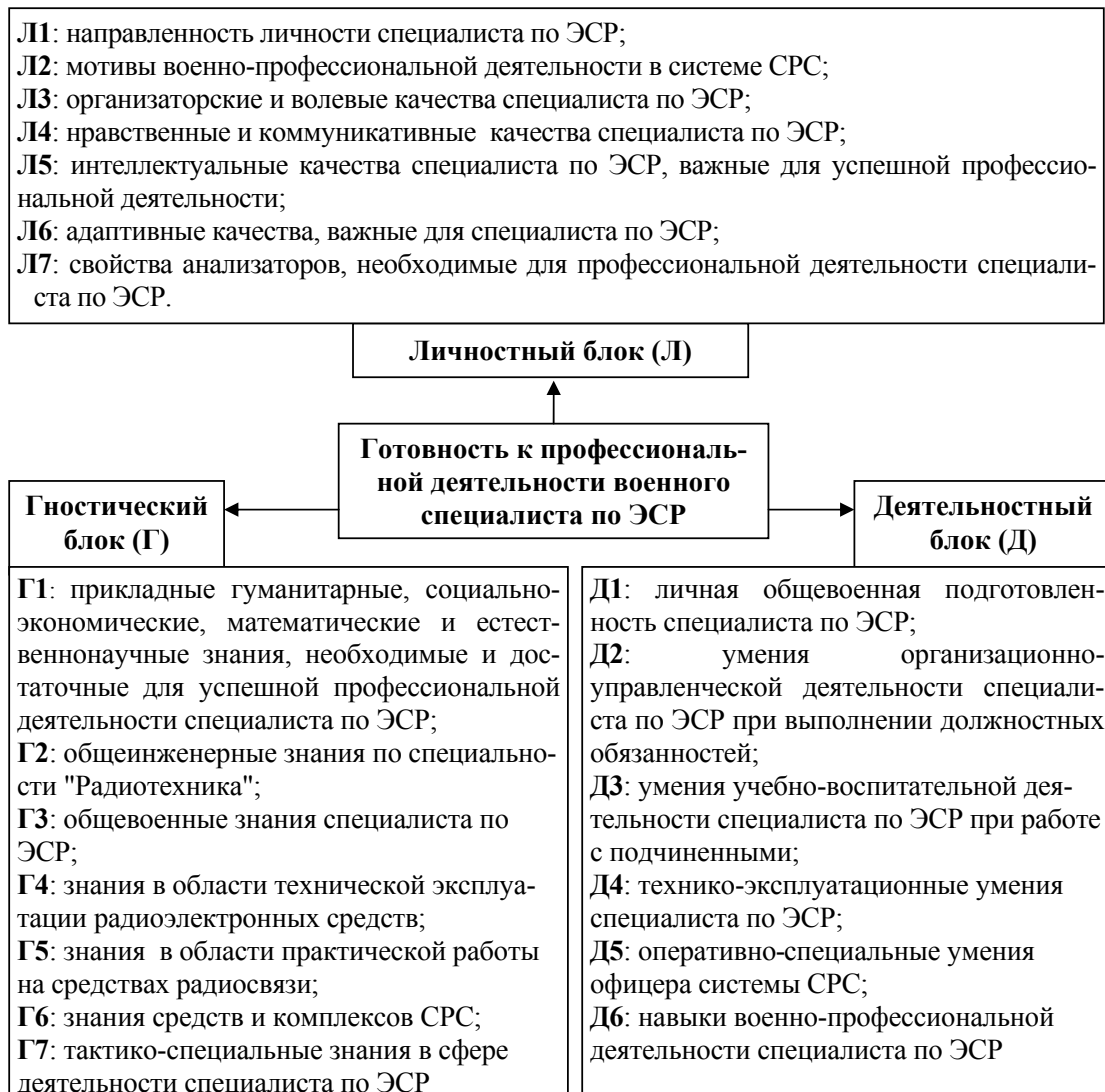 Л1: направленность личности специалиста по ЭСР;
Л2: мотивы военно-профессиональной деятельности в системе СРС;
Л3: организаторские и волевые качества специалиста по ЭСР;
Л4: нравственные и коммуникативные качества специалиста по ЭСР;
Л5: интеллектуальные качества специалиста по ЭСР, важные для успешной профессио-
нальной деятельности;
Л6: адаптивные качества, важные для специалиста по ЭСР;
Л7: свойства анализаторов, необходимые для профессиональной деятельности специали-
ста по ЭСР.
Личностный блок (Л)
Готовность к профессиональ-
ной деятельности военного
специалиста по ЭСР
Гностический
блок (Г)
Деятельностный
блок (Д)
Г1: прикладные гуманитарные, социально-
экономические, математические и естест-
веннонаучные знания, необходимые и дос-
таточные для успешной профессиональной
деятельности специалиста по ЭСР;
Г2: общеинженерные знания по специально-
сти "Радиотехника";
Г3: общевоенные знания специалиста по
ЭСР;
Г4: знания в области технической эксплуа-
тации радиоэлектронных средств;
Г5: знания в области практической работы
на средствах радиосвязи;
Г6: знания средств и комплексов СРС;
Г7: тактико-специальные знания в сфере
деятельности специалиста по ЭСР
Д1: личная общевоенная подготовлен-
ность специалиста по ЭСР;
Д2: умения организационно-
управленческой деятельности специали-
ста по ЭСР при выполнении должностных
обязанностей;
Д3: умения учебно-воспитательной дея-
тельности специалиста по ЭСР при работе
с подчиненными;
Д4: технико-эксплуатационные умения
специалиста по ЭСР;
Д5: оперативно-специальные умения
офицера системы СРС;
Д6: навыки военно-профессиональной
деятельности специалиста по ЭСР